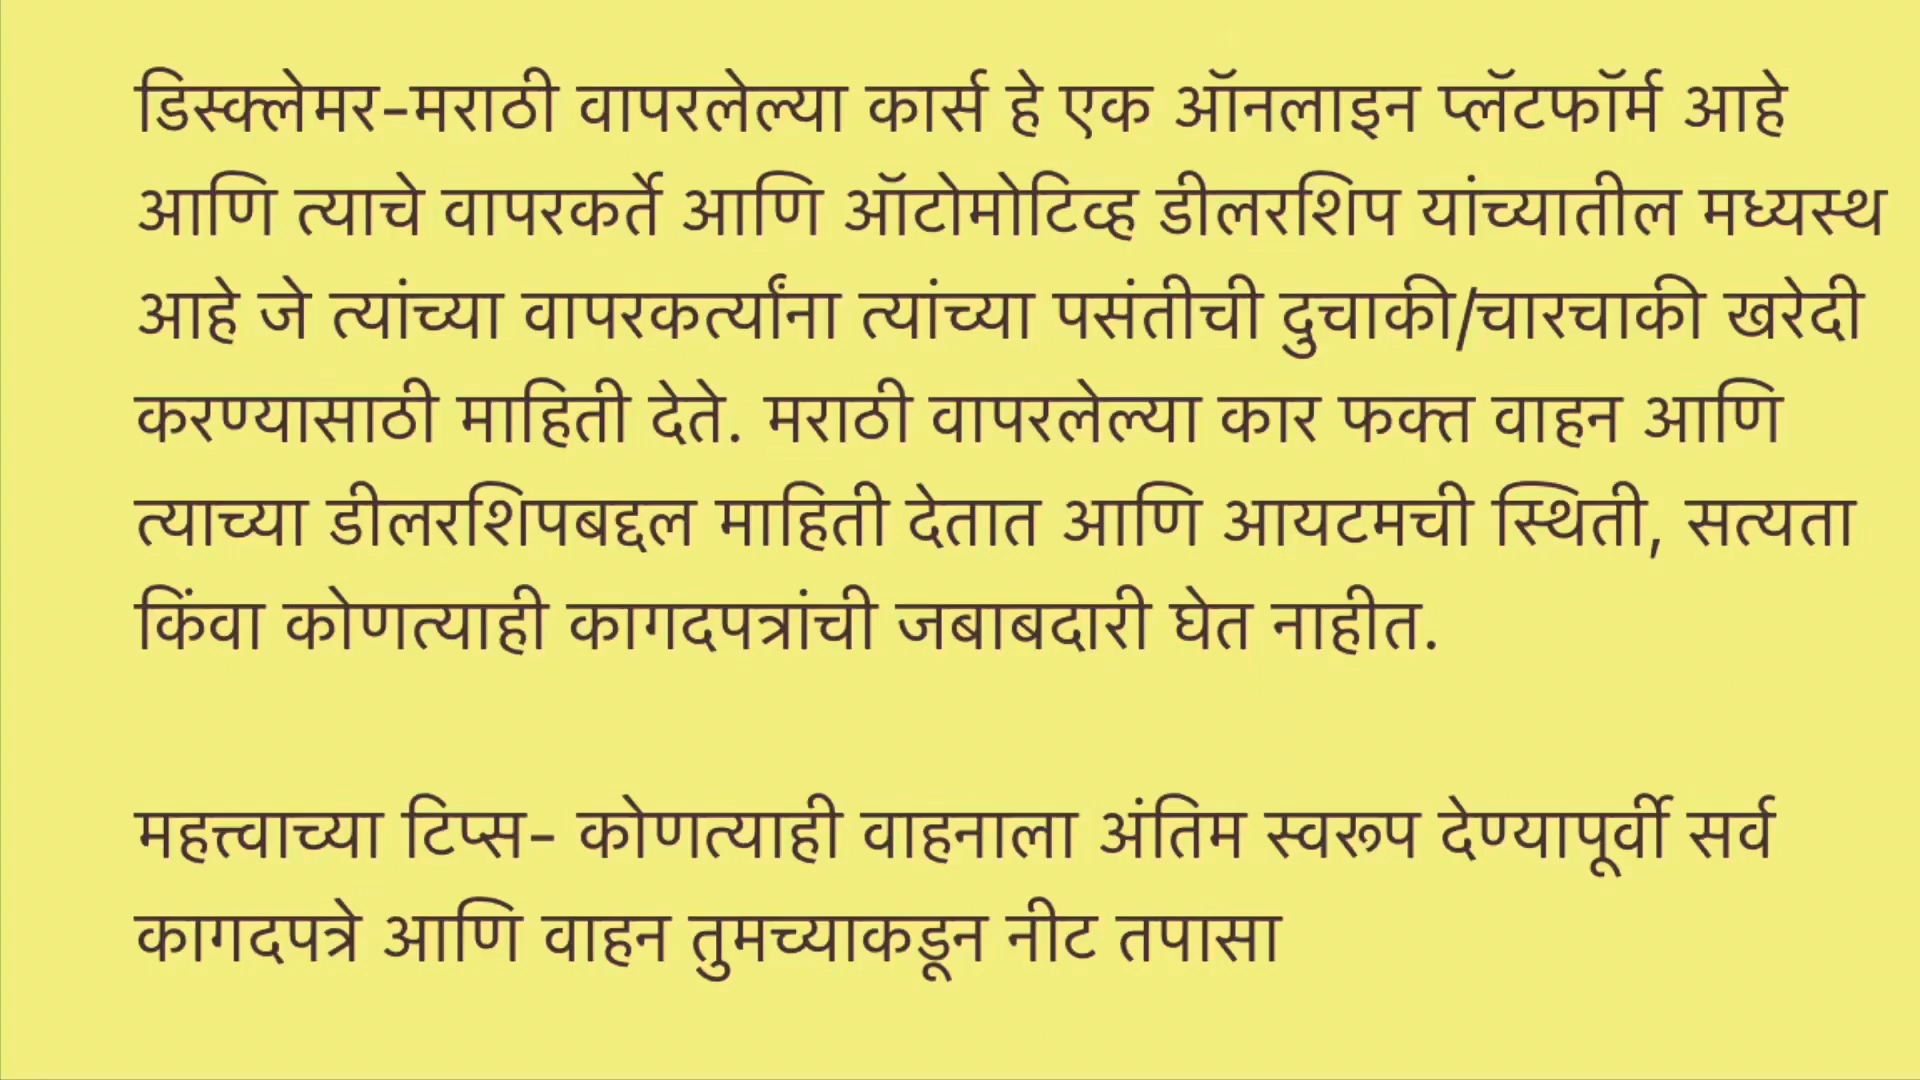 डिस्क्लेमर-मराठी वापरलेल्या कार्स हे एक ऑनलाइन प्लॅटफॉर्म आहे
आणि त्याचे वापरकर्ते आणि ऑटोमोटिव्ह डीलरशिप यांच्यातील मध्यस्थ
आहे जे त्यांच्या वापरकर्त्यांना त्यांच्या पसंतीची दुचाकी/चारचाकी खरेदी
करण्यासाठी माहिती देते. मराठी वापरलेल्या कार फक्त वाहन आणि
त्याच्या डीलरशिपबद्दल माहिती देतात आणि आयटमची स्थिती, सत्यता
किंवा कोणत्याही कागदपत्रांची जबाबदारी घेत नाहीत.
महत्त्वाच्या टिप्स- कोणत्याही वाहनाला अंतिम स्वरूप देण्यापूर्वी सर्व
कागदपत्रे आणि वाहन तुमच्याकडून नीट तपासा